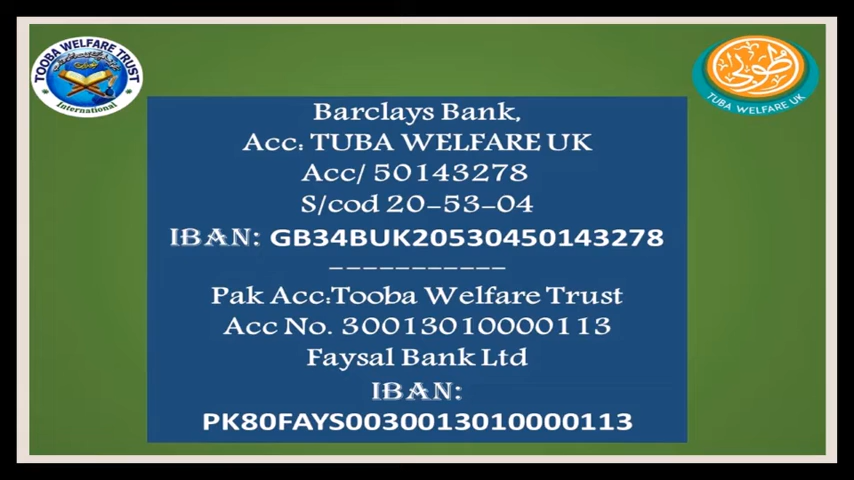 TOOBA WELFARE TRUST
International
طوبیٰ
TUBA WELFARE UK
Barclays Bank,
Acc: TUBA WELFARE UK
Acc/ 50143278
S/cod 20-53-04
IBAN: GB34BUK20530450143278
-----------
Pak Acc:Tooba Welfare Trust
Acc No. 30013010000113
Faysal Bank Ltd
IBAN:
PK80FAYS0030013010000113